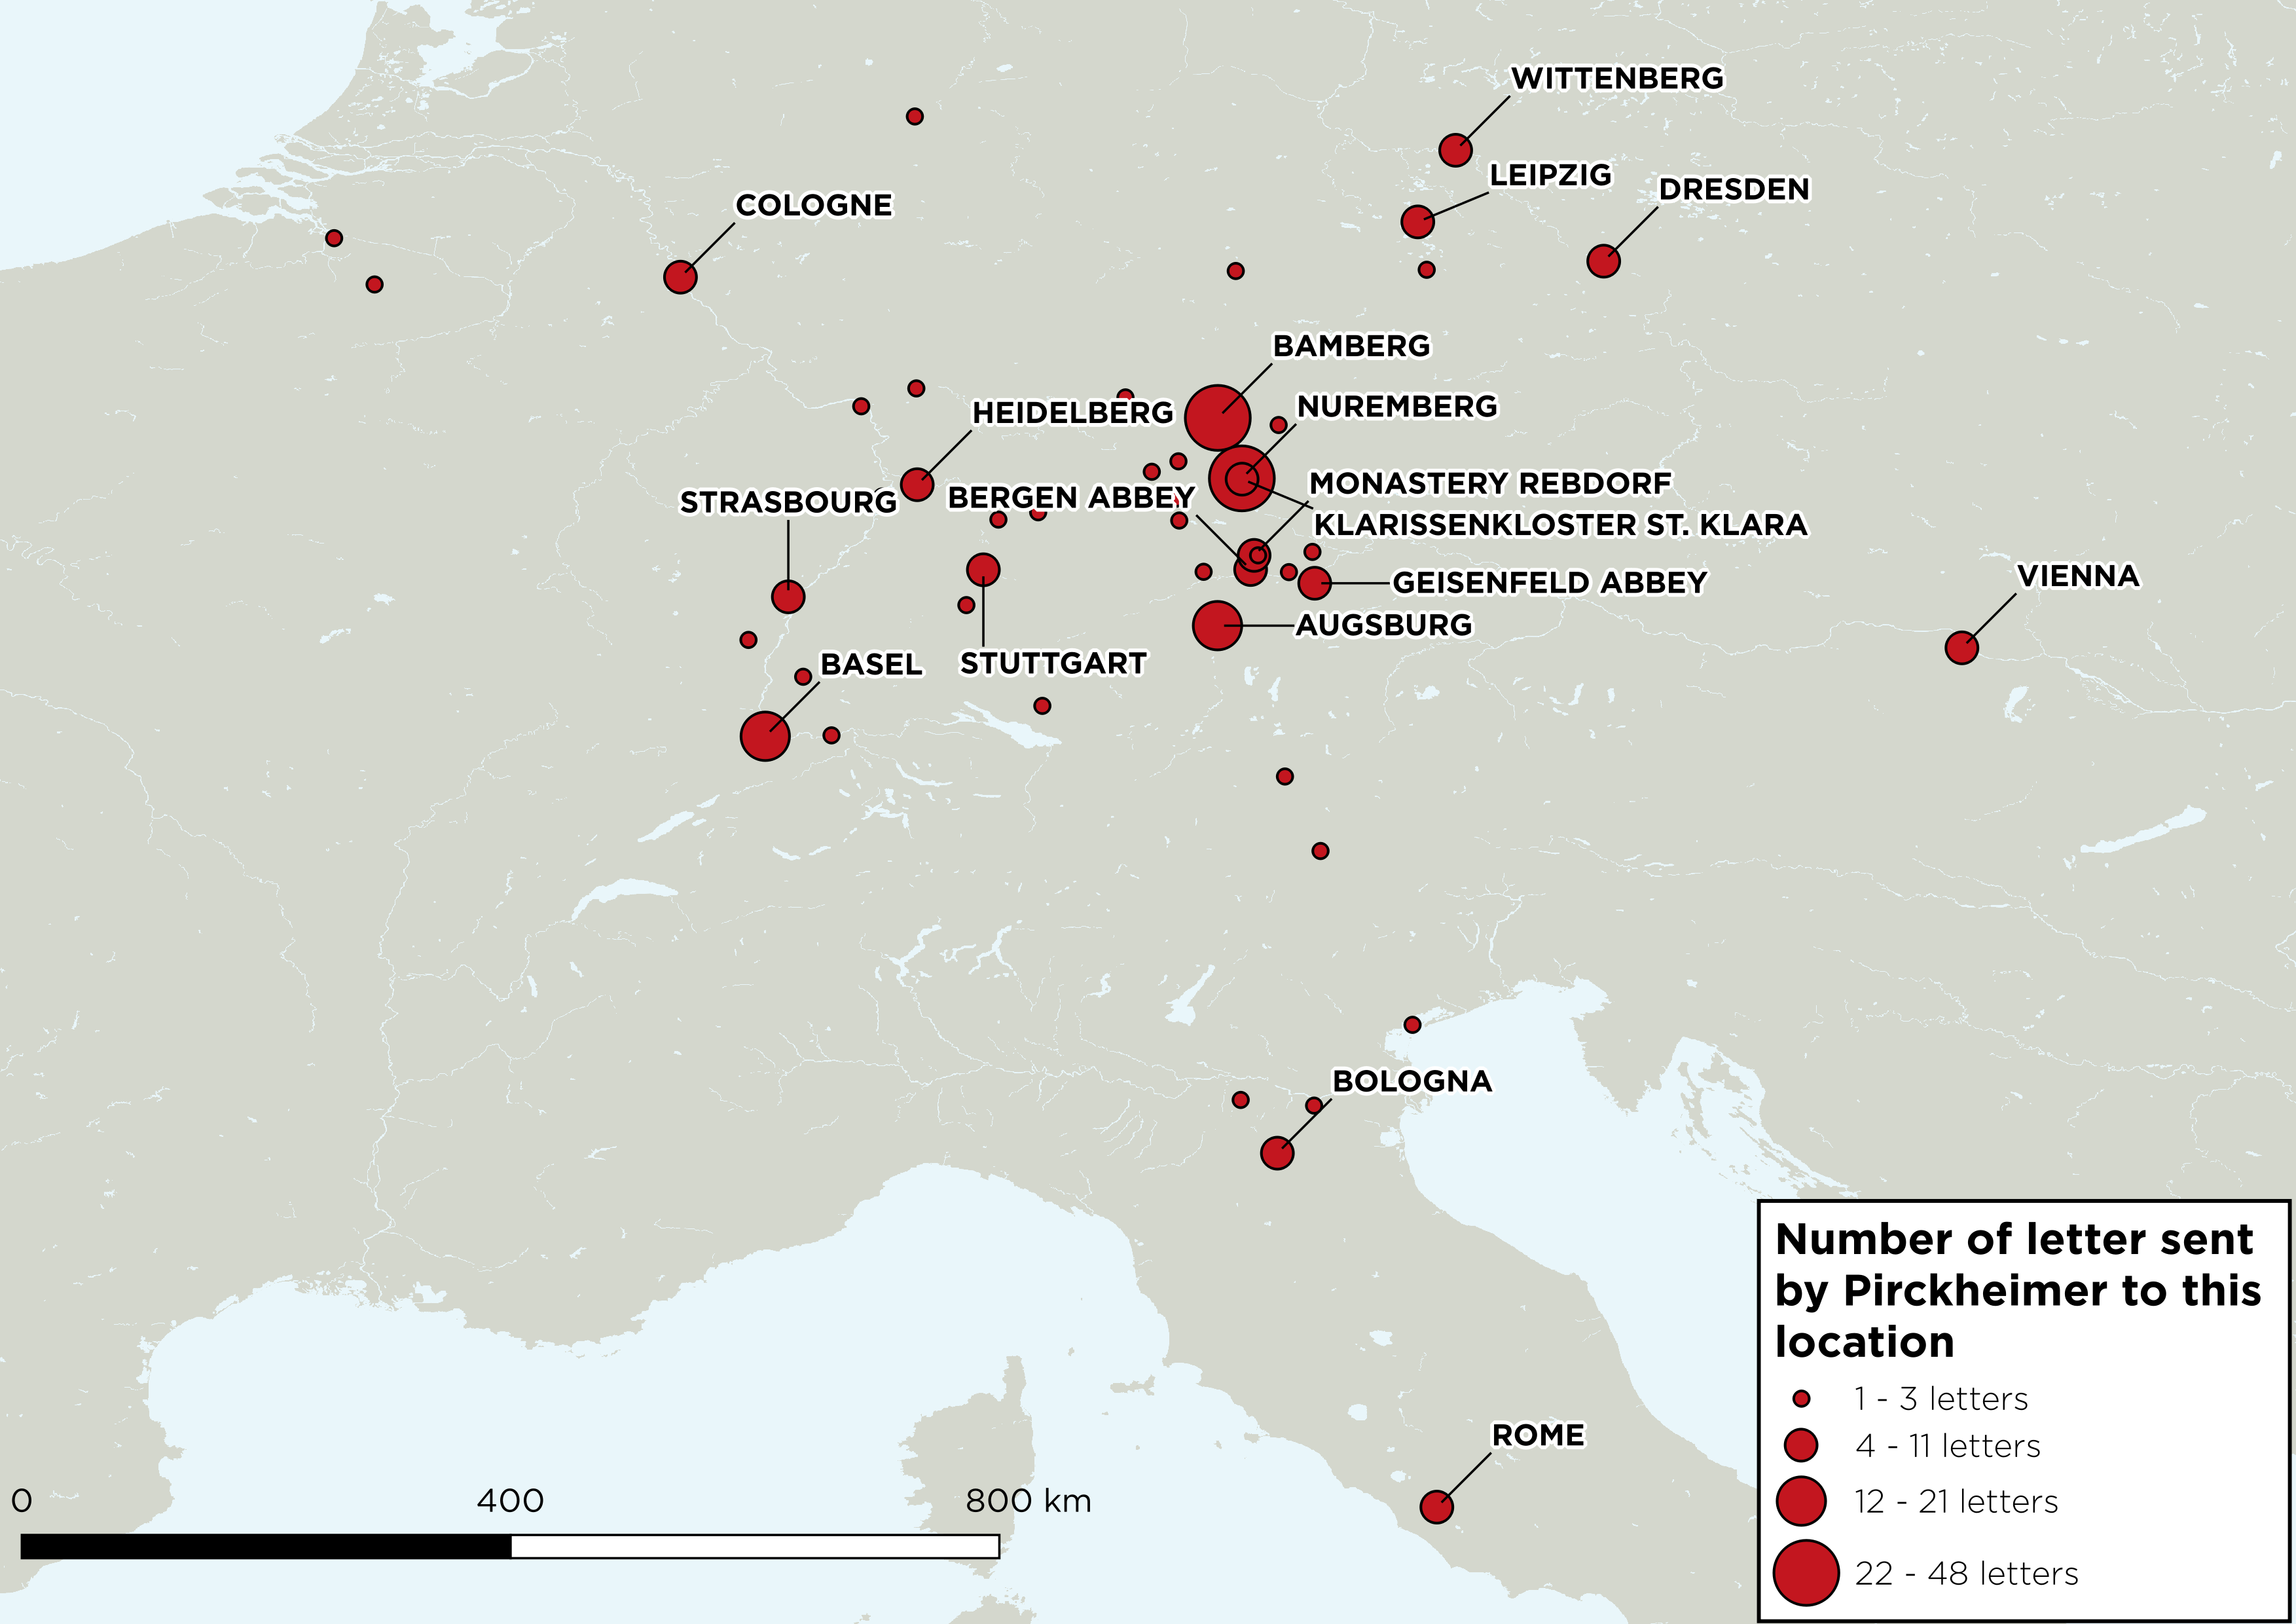 WITTENBERG
LEIPZIG
DRESDEN
COLOGNE
BAMBERG
NUREMBERG
HEIDELBERG
MONASTERY REBDORF
BERGEN ABBEY
STRASBOURG
KLARISSENKLOSTER ST. KLARA
VIENNA
GEISENFELD ABBEY
AUGSBURG
BASEL
STUTTGART
BOLOGNA
ROME
0 400 800 km
Number of letter sent
by Pirckheimer to this
location
1 - 3 letters
4 - 11 letters
12 - 21 letters
22 - 48 letters